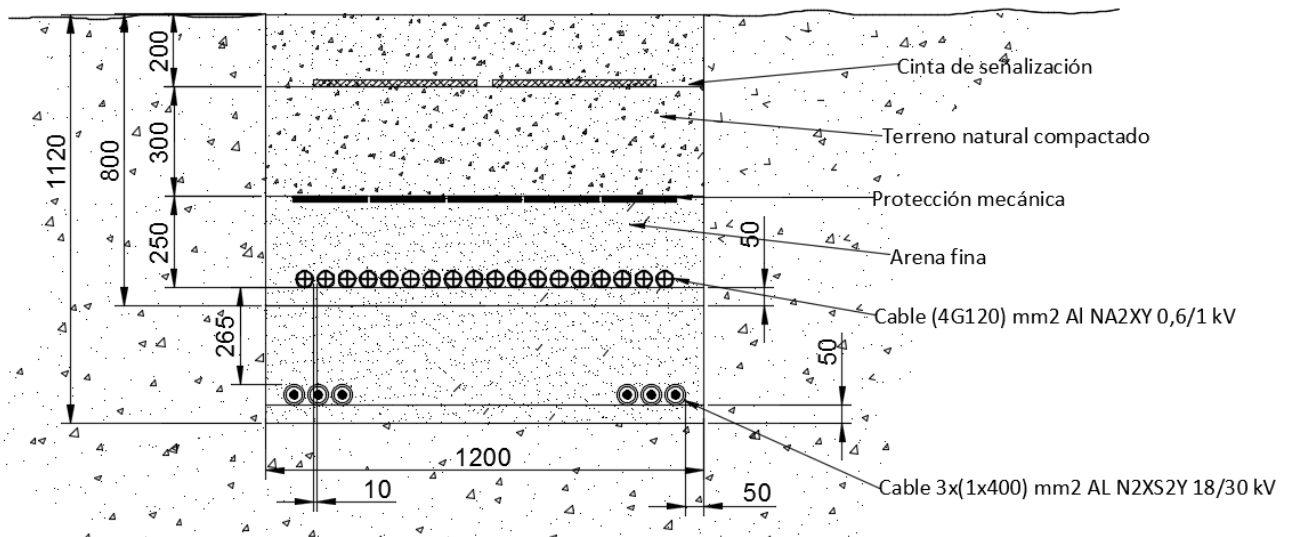 200
Cinta de señalización
300
Terreno natural compactado
1120
800
Protección mecánica
250
50
Arena fina
Cable (4G120) mm2 Al NA2XY 0,6/1 kV
265
50
1200
10
50
Cable 3x(1x400) mm2 AL N2XS2Y 18/30 kV